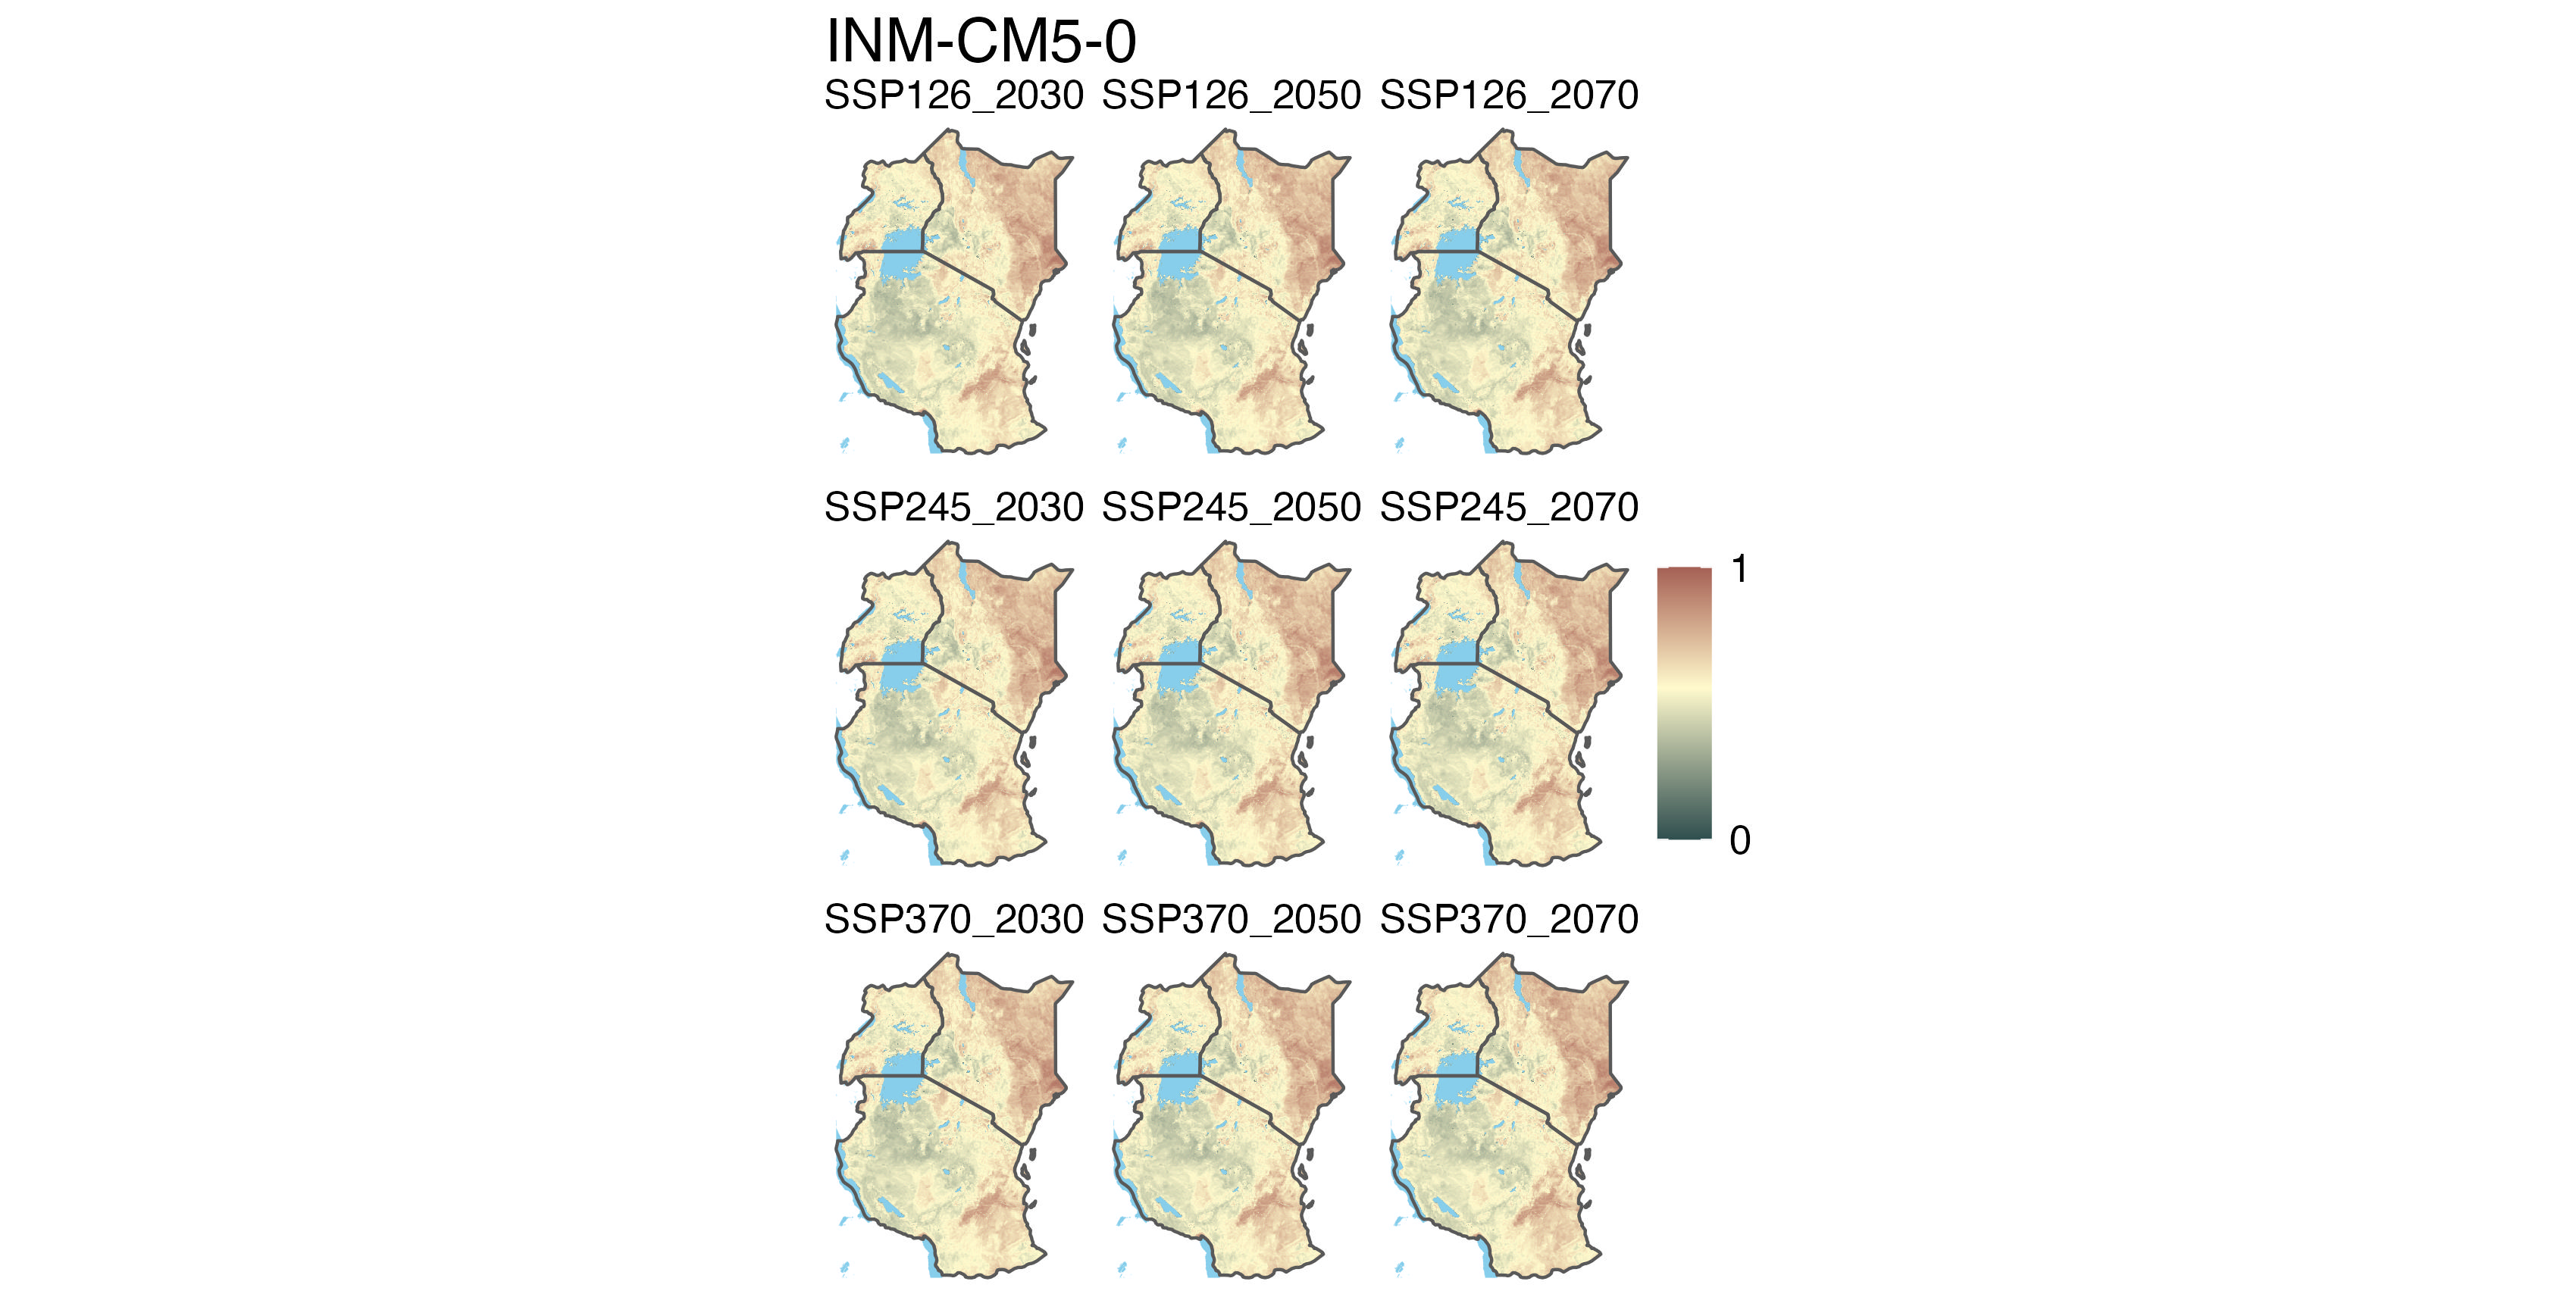 INM-CM5-0
SSP126_2030 SSP126_2050 SSP126_2070
SSP245_2030 SSP245_2050 SSP245_2070
1
0
SSP370_2030 SSP370_2050 SSP370_2070